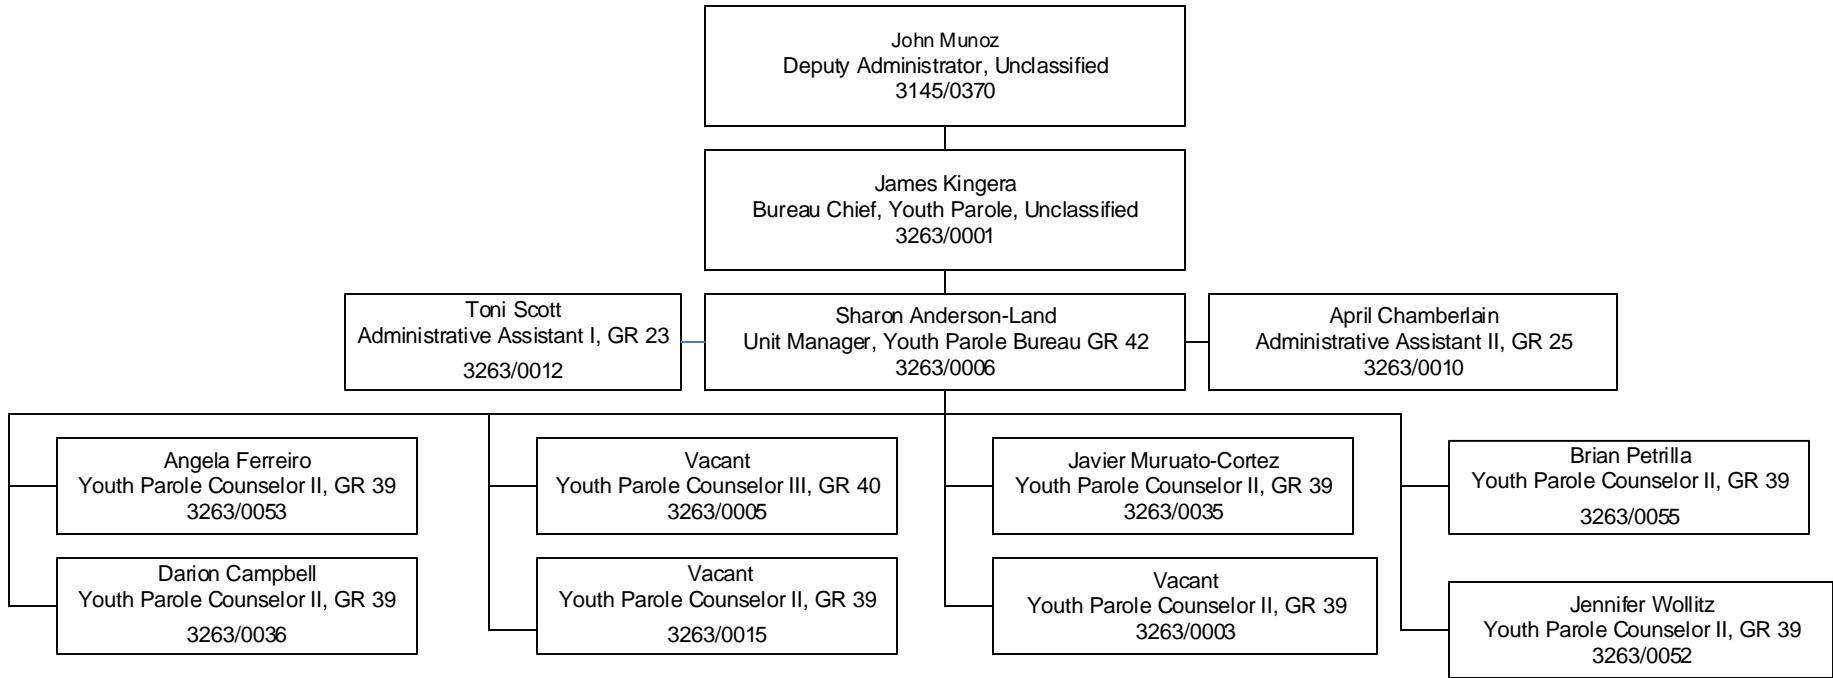 John Munoz
Deputy Administrator, Unclassified
3145/0370
James Kingera
Bureau Chief, Youth Parole, Unclassified
3263/0001
Toni Scott
Administrative Assistant I, GR 23
3263/0012
Sharon Anderson-Land
Unit Manager, Youth Parole Bureau GR 42
3263/0006
April Chamberlain
Administrative Assistant II, GR 25
3263/0010
Angela Ferreiro
Youth Parole Counselor II, GR 39
3263/0053
Vacant
Youth Parole Counselor III, GR 40
3263/0005
Javier Muruato-Cortez
Youth Parole Counselor II, GR 39
3263/0035
Brian Petrilla
Youth Parole Counselor II, GR 39
3263/0055
Darion Campbell
Youth Parole Counselor II, GR 39
3263/0036
Vacant
Youth Parole Counselor II, GR 39
3263/0015
Vacant
Youth Parole Counselor II, GR 39
3263/0003
Jennifer Wollitz
Youth Parole Counselor II, GR 39
3263/0052